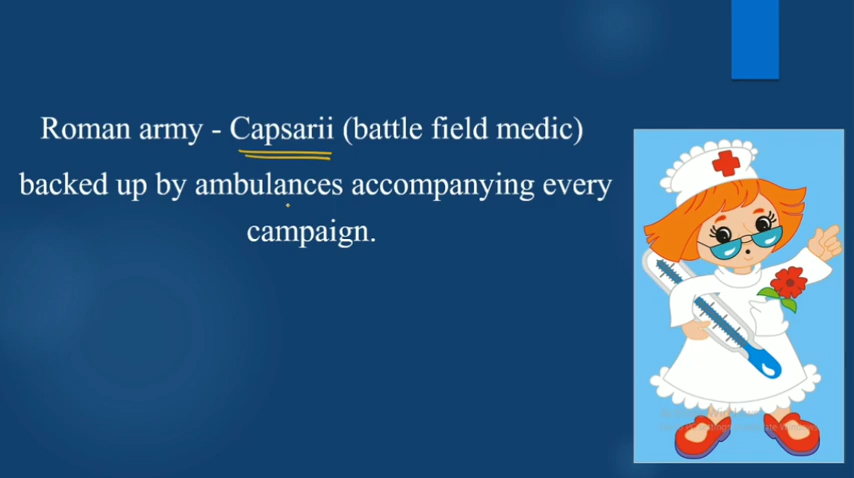 Roman army - Capsarii (battle field medic)
backed up by ambulances accompanying every
campaign.